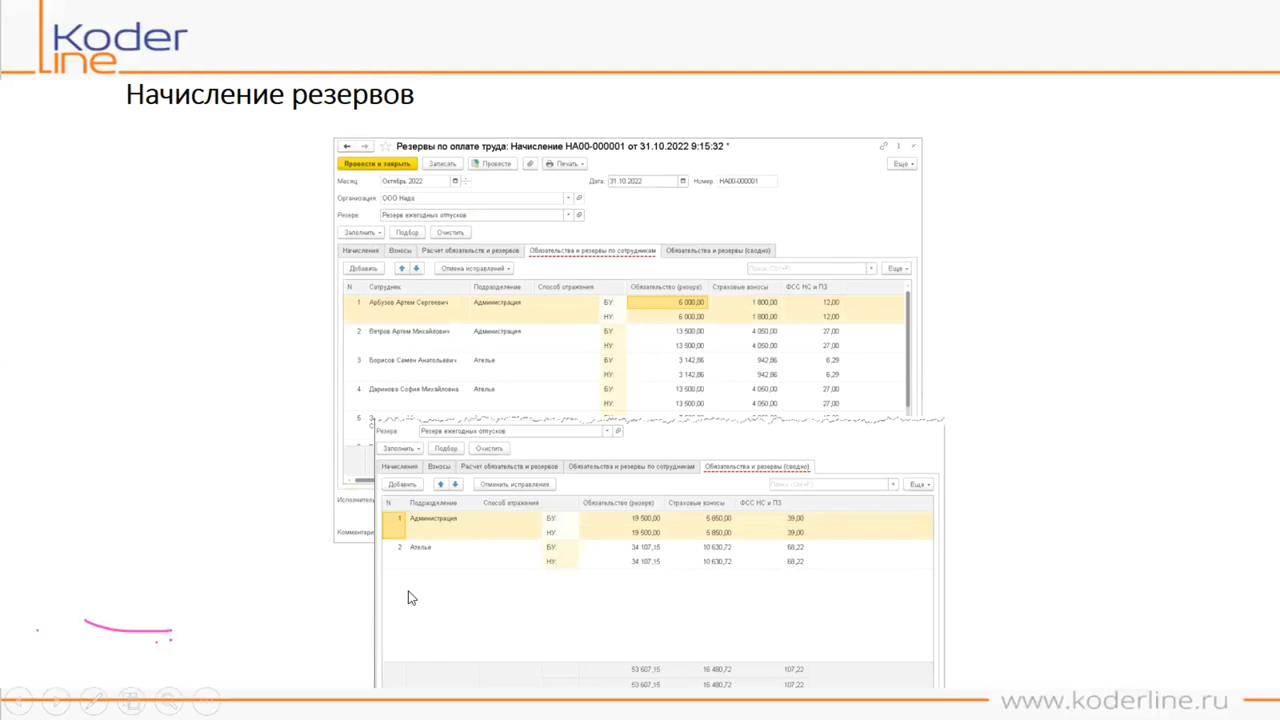 Koder
line
Начисление резервов
Резервы по оплате труда: Начисление НА00-000001 от 31.10.2022 9:15:32 *
Провести и закрыть Записать Провести Печать Еще
Месяц: Октябрь 2022 Дата: 31.10.2022 Номер: НА00-000001
Организация: ООО Надя
Резерв: Резерв ежегодных отпусков
Заполнить Подбор Очистить
Начисления Взносы Расчет обязательств и резервов Обязательства и резервы по сотрудникам Обязательства и резервы (сводно)
Добавить Отмена исправлений Поиск (Ctrl+F) × Еще
N Сотрудник Подразделение Способ отражения Обязательство (резерв) Страховые взносы ФСС НС и ПЗ
1 Арбузов Артем Сергеевич Администрация БУ: 6 000,00 1 800,00 12,00
НУ: 6 000,00 1 800,00 12,00
2 Петров Артем Михайлович Администрация БУ: 13 500,00 4 050,00 27,00
НУ: 13 500,00 4 050,00 27,00
3 Борисов Семен Анатольевич Ателье БУ: 3 142,86 942,86 6,29
НУ: 3 142,86 942,86 6,29
4 Даринова София Михайловна Ателье БУ: 13 500,00 4 050,00 27,00
НУ: 13 500,00 4 050,00 27,00
Резерв: Резерв ежегодных отпусков
Заполнить Подбор Очистить
Начисления Взносы Расчет обязательств и резервов Обязательства и резервы по сотрудникам Обязательства и резервы (сводно)
Добавить Отменить исправления Поиск (Ctrl+F) × Еще
N Подразделение Способ отражения Обязательство (резерв) Страховые взносы ФСС НС и ПЗ
1 Администрация БУ: 19 500,00 5 850,00 39,00
НУ: 19 500,00 5 850,00 39,00
2 Ателье БУ: 34 107,15 10 630,72 68,22
НУ: 34 107,15 10 630,72 68,22
53 607,15 16 480,72 107,22
53 607,15 16 480,72 107,22
Комментари
www.koderline.ru